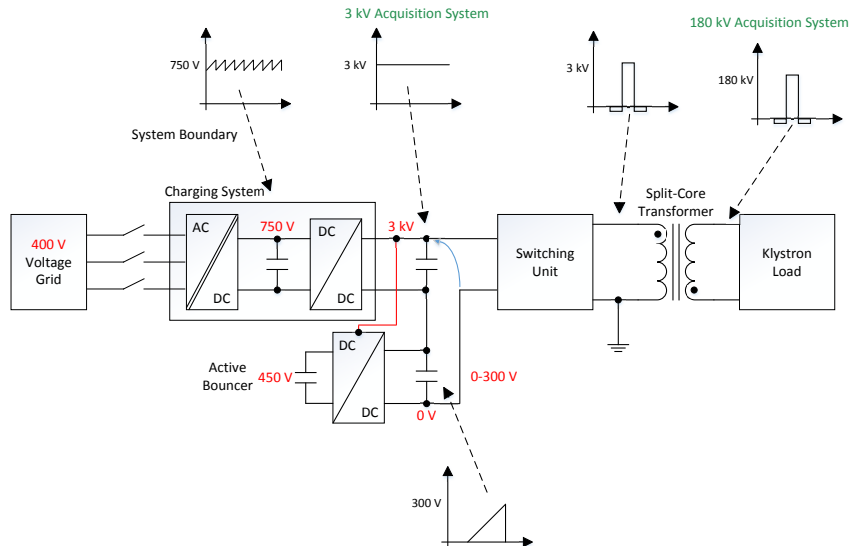 3 kV Acquisition System
180 kV Acquisition System
750 V
3 kV
3 kV
180 kV
System Boundary
Charging System
Split-Core
Transformer
400 V
Voltage
Grid
AC
DC
750 V
DC
DC
3 kV
Switching
Unit
Klystron
Load
Active
Bouncer
450 V
DC
DC
0-300 V
0 V
300 V